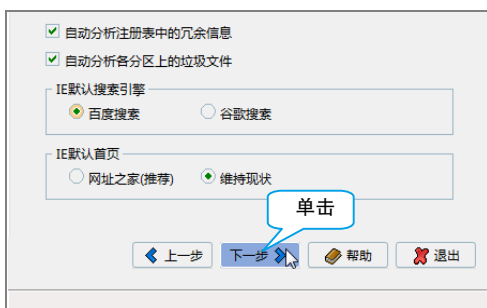 自动分析注册表中的冗余信息
自动分析各分区上的垃圾文件
IE默认搜索引擎
百度搜索 谷歌搜索
IE默认首页
网址之家(推荐) 维持现状
单击
上一步 下一步 帮助 退出